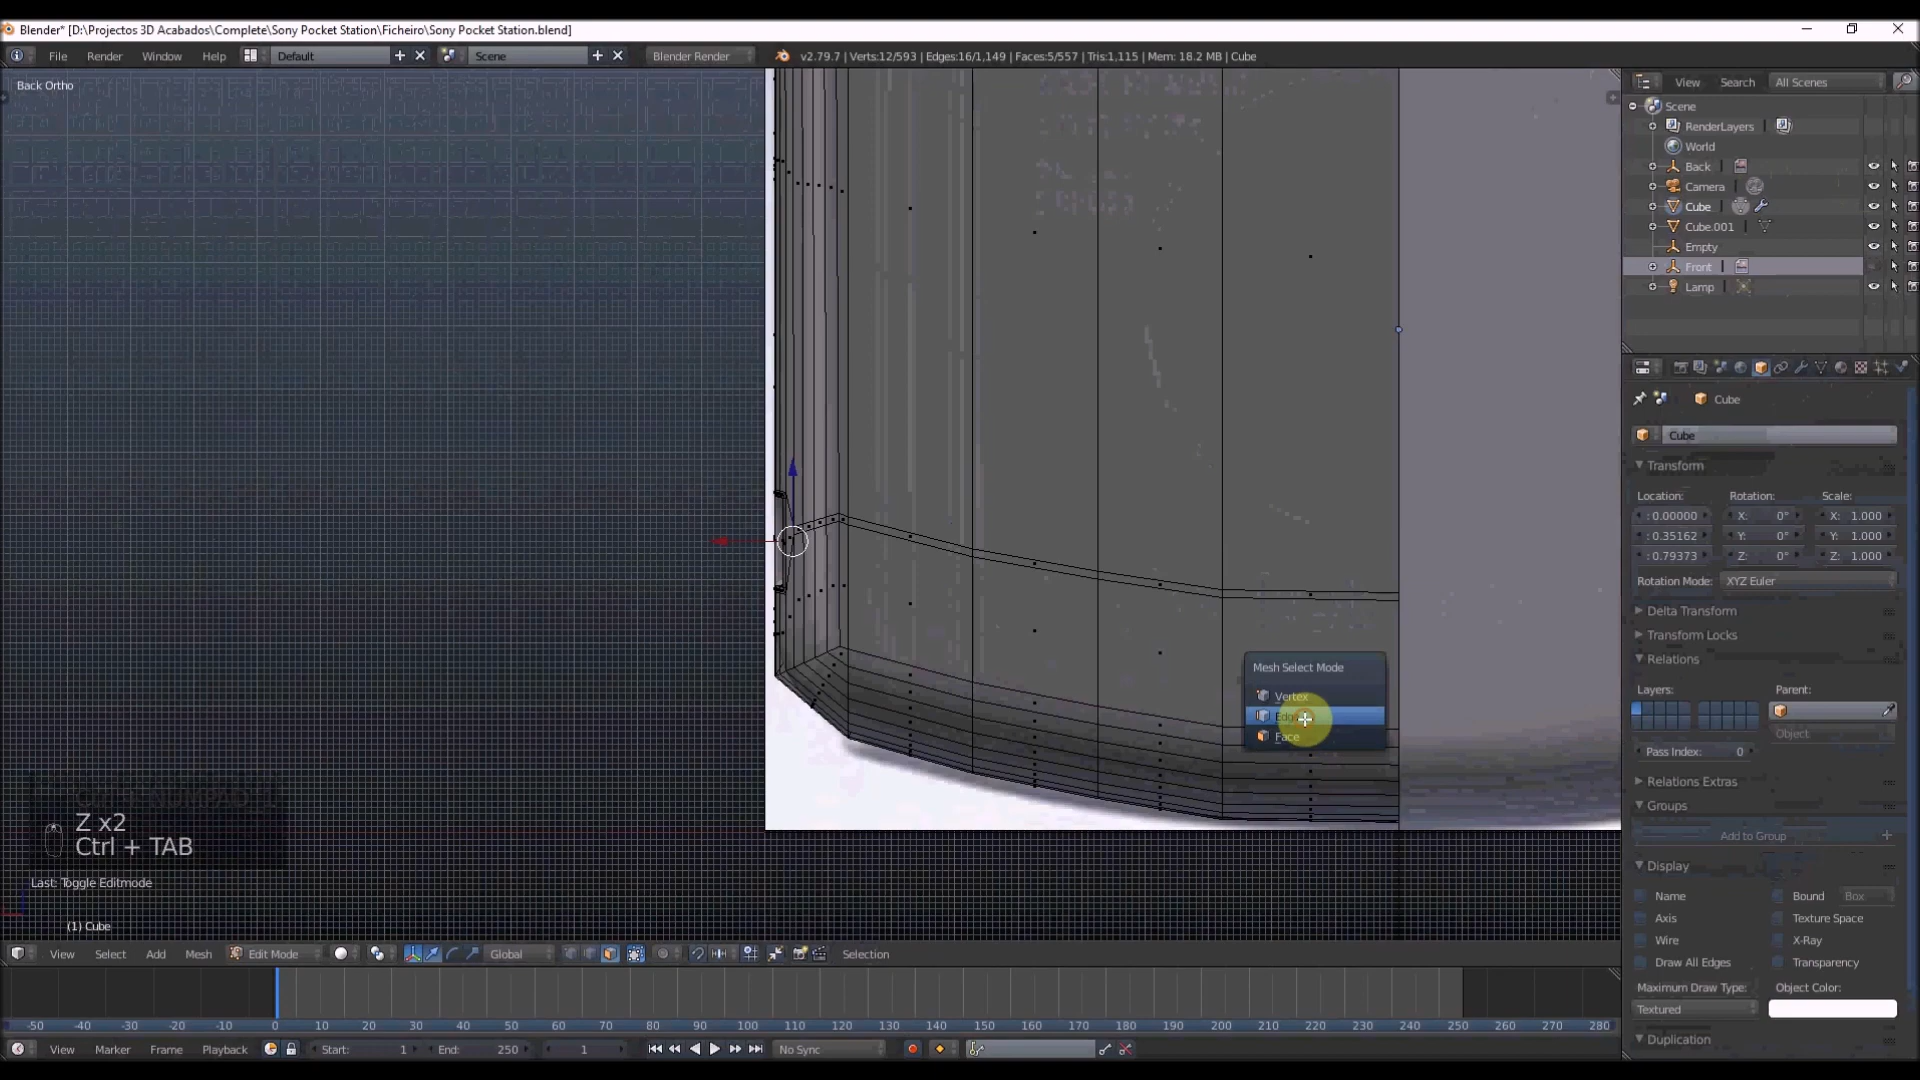 Blender* [D:\Projectos 3D Acabados\Complete\Sony Pocket Station\Ficheiro\Sony Pocket Station.blend]
File Render Window Help Default Scene Blender Render v2.79.7 | Verts:12/593 | Edges:16/1,149 | Faces:5/557 | Tris:1,115 | Mem: 18.2 MB | Cube
Back Ortho
View Search All Scenes
Scene
RenderLayers
World
Back
Camera
Cube
Cube.001
Empty
Front
Lamp
Cube
Cube
Transform
Location: Rotation: Scale:
: 0.00000 X: 0° X: 1.000
: 0.35162 Y: 0° Y: 1.000
: 0.79373 Z: 0° Z: 1.000
Rotation Mode: XYZ Euler
Delta Transform
Transform Locks
Relations
Layers: Parent:
Object
Pass Index: 0
Relations Extras
Groups
Add to Group
Display
Name Bound Box
Axis Texture Space
Wire X-Ray
Draw All Edges Transparency
Maximum Draw Type: Object Color:
Textured
Duplication
Mesh Select Mode
Vertex
Face
Ctrl + NUMPAD 1
Z x2
Ctrl + TAB
Last: Toggle Editmode
(1) Cube
View Select Add Mesh Edit Mode Global Selection
-50 -40 -30 -20 -10 0 10 20 30 40 50 60 70 80 90 100 110 120 130 140 150 160 170 180 190 200 210 220 230 240 250 260 270 280
View Marker Frame Playback Start: 1 End: 250 1 No Sync